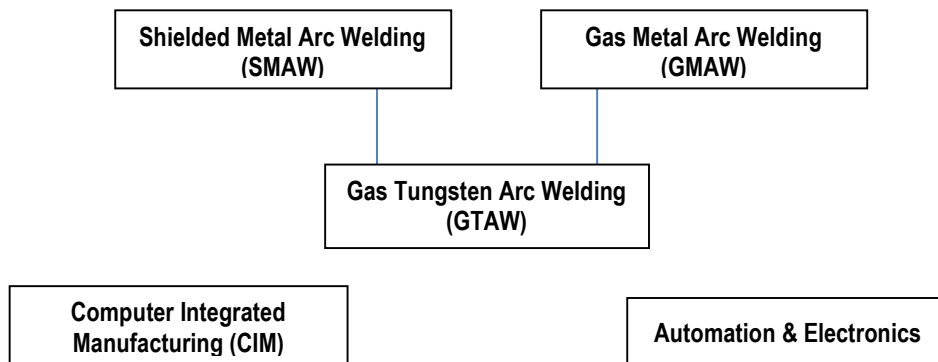 Shielded Metal Arc Welding
(SMAW)
Gas Metal Arc Welding
(GMAW)
Gas Tungsten Arc Welding
(GTAW)
Computer Integrated
Manufacturing (CIM)
Automation & Electronics